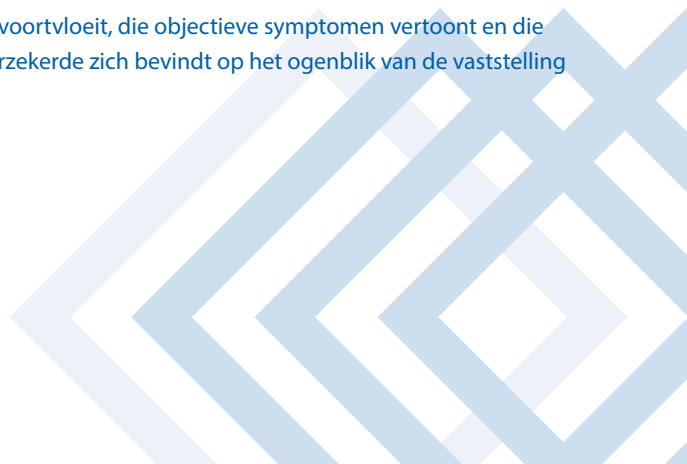 voortvloeit, die objectieve symptomen vertoont en die
rzekerde zich bevindt op het ogenblik van de vaststelling